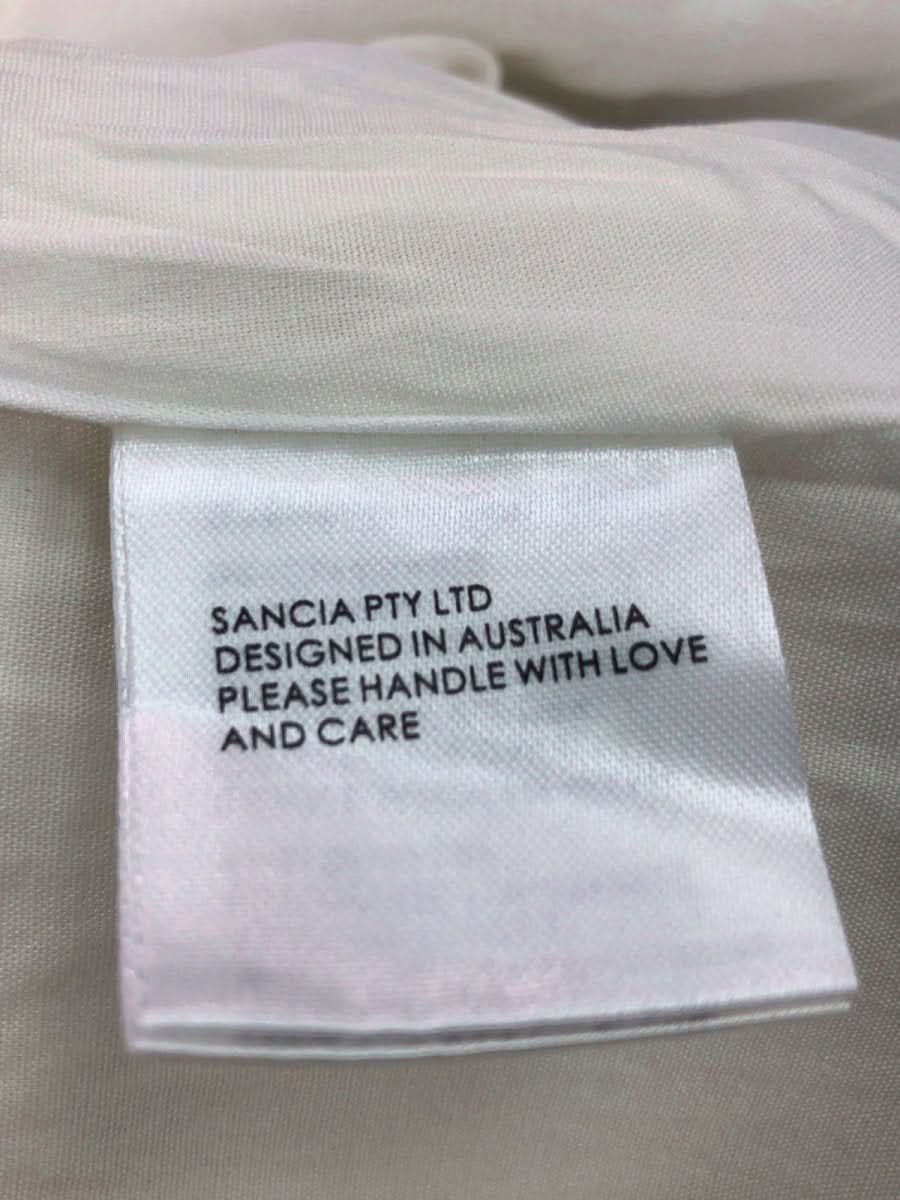 SANCIA PTY LTD
DESIGNED IN AUSTRALIA
PLEASE HANDLE WITH LOVE
AND CARE